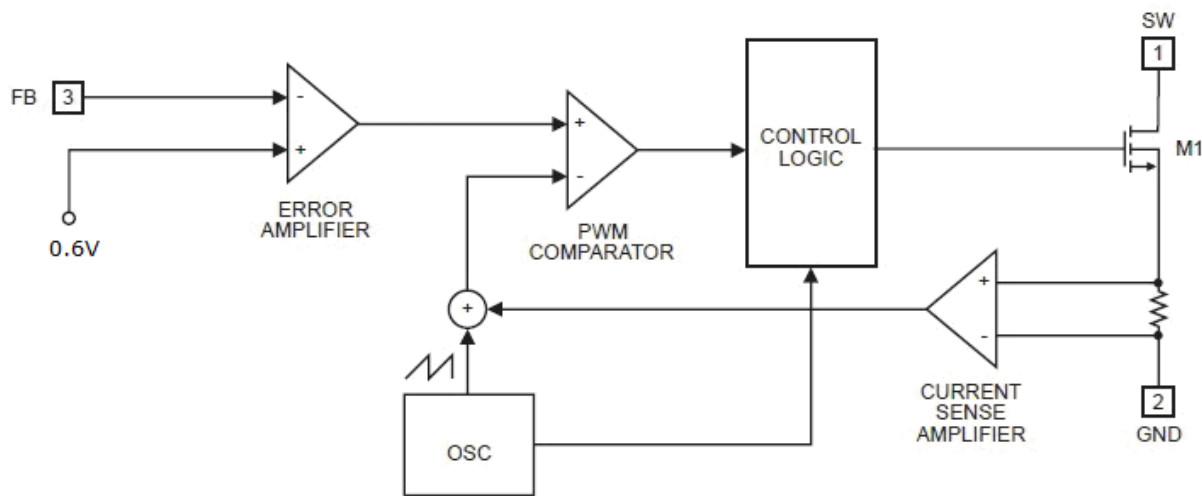 SW
1
FB 3
-
+
ERROR
AMPLIFIER
0.6V
+
-
PWM
COMPARATOR
CONTROL
LOGIC
M1
+
OSC
+
-
CURRENT
SENSE
AMPLIFIER
2
GND